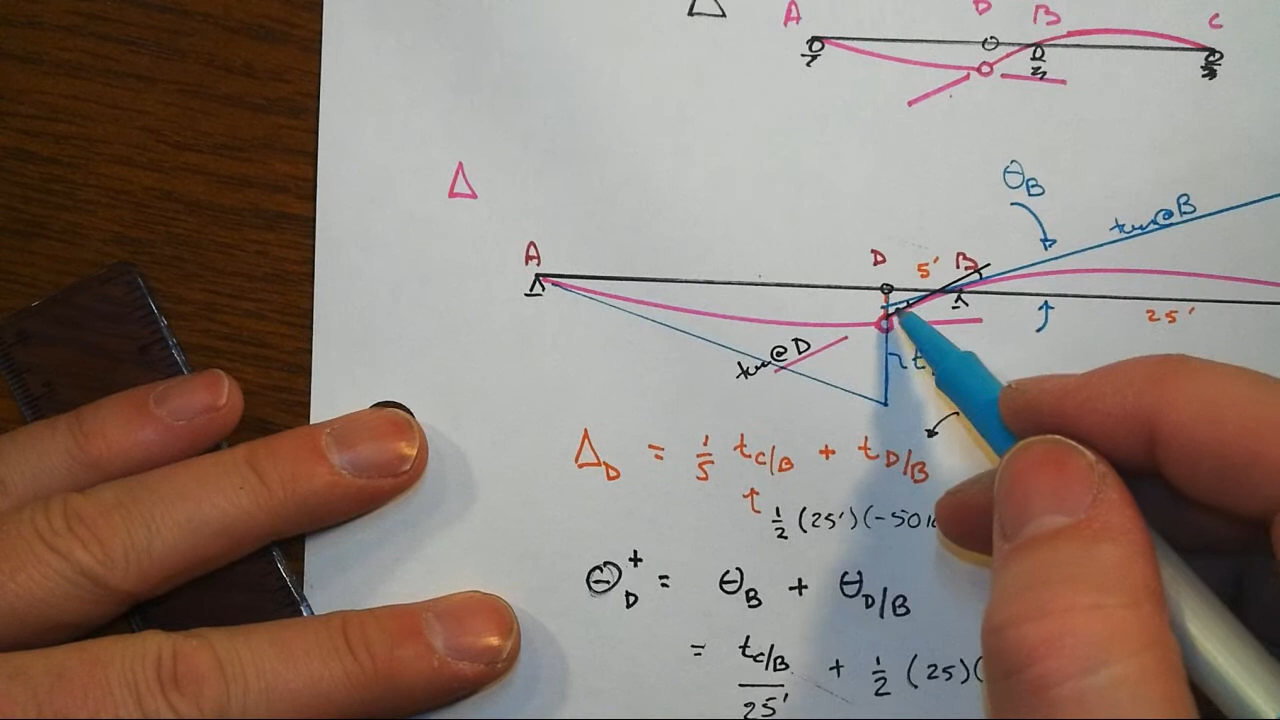 A D B C
Δ
θB
tan@B
A D 5' B
25'
tan@D
ΔD = 1/5 tC/B + tD/B
1/2 (25')(-50 k
θD+ = θB + θD/B
= tC/B / 25' + 1/2 (25)(